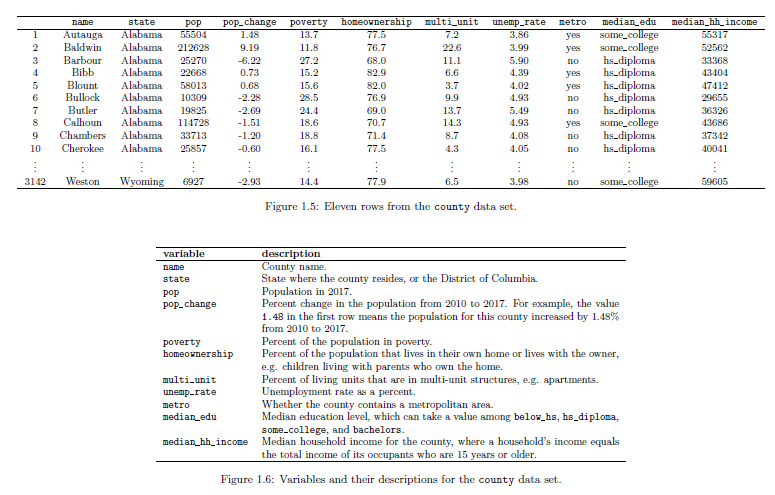 name state pop pop_change poverty homeownership multi_unit unemp_rate metro median_edu median_hh_income
1 Autauga Alabama 55504 1.48 13.7 77.5 7.2 3.86 yes some_college 55317
2 Baldwin Alabama 212628 9.19 11.8 76.7 22.6 3.99 yes some_college 52562
3 Barbour Alabama 25270 -6.22 27.2 68.0 11.1 5.90 no hs_diploma 33368
4 Bibb Alabama 22668 0.73 15.2 82.9 6.6 4.39 yes hs_diploma 43404
5 Blount Alabama 58013 0.68 15.6 82.0 3.7 4.02 yes hs_diploma 47412
6 Bullock Alabama 10309 -2.28 28.5 76.9 9.9 4.93 no hs_diploma 29655
7 Butler Alabama 19825 -2.69 24.4 69.0 13.7 5.49 no hs_diploma 36326
8 Calhoun Alabama 114728 -1.51 18.6 70.7 14.3 4.93 yes some_college 43686
9 Chambers Alabama 33713 -1.20 18.8 71.4 8.7 4.08 no hs_diploma 37342
10 Cherokee Alabama 25857 -0.60 16.1 77.5 4.3 4.05 no hs_diploma 40041
⋮ ⋮ ⋮ ⋮ ⋮ ⋮ ⋮ ⋮ ⋮ ⋮ ⋮ ⋮
3142 Weston Wyoming 6927 -2.93 14.4 77.9 6.5 3.98 no some_college 59605
Figure 1.5: Eleven rows from the county data set.
variable description
name County name.
state State where the county resides, or the District of Columbia.
pop Population in 2017.
pop_change Percent change in the population from 2010 to 2017. For example, the value
1.48 in the first row means the population for this county increased by 1.48%
from 2010 to 2017.
poverty Percent of the population in poverty.
homeownership Percent of the population that lives in their own home or lives with the owner,
e.g. children living with parents who own the home.
multi_unit Percent of living units that are in multi-unit structures, e.g. apartments.
unemp_rate Unemployment rate as a percent.
metro Whether the county contains a metropolitan area.
median_edu Median education level, which can take a value among below_hs, hs_diploma,
some_college, and bachelors.
median_hh_income Median household income for the county, where a household's income equals
the total income of its occupants who are 15 years or older.
Figure 1.6: Variables and their descriptions for the county data set.